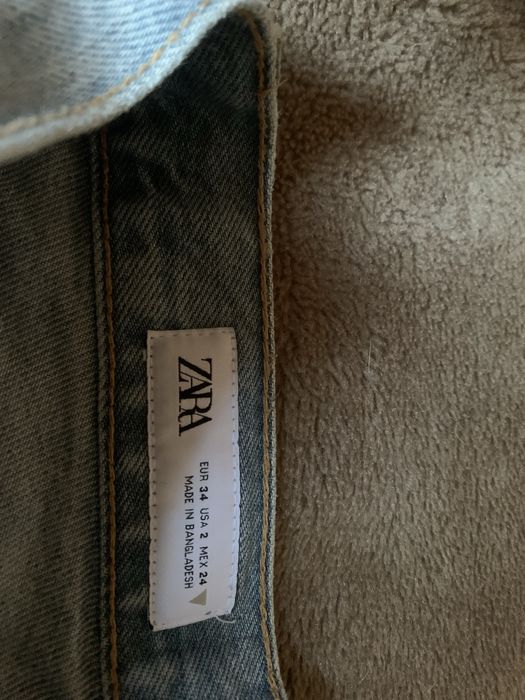 ZARA
EUR 34 USA 2 MEX 24
MADE IN BANGLADESH